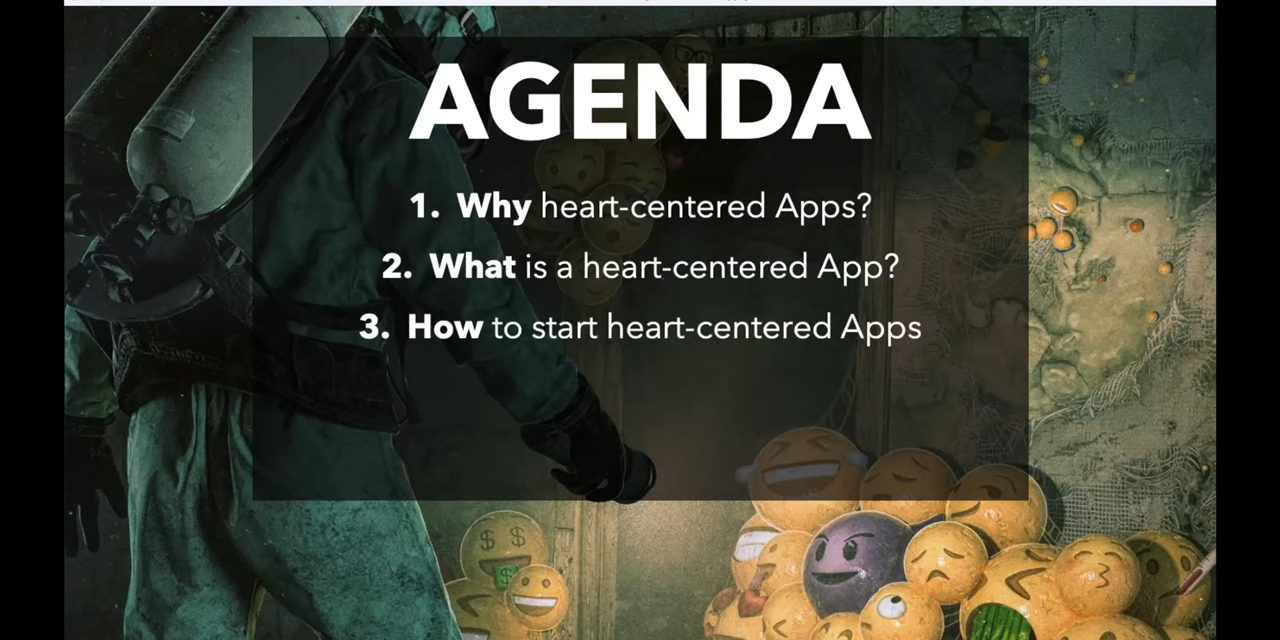 AGENDA
1. Why heart-centered Apps?
2. What is a heart-centered App?
3. How to start heart-centered Apps